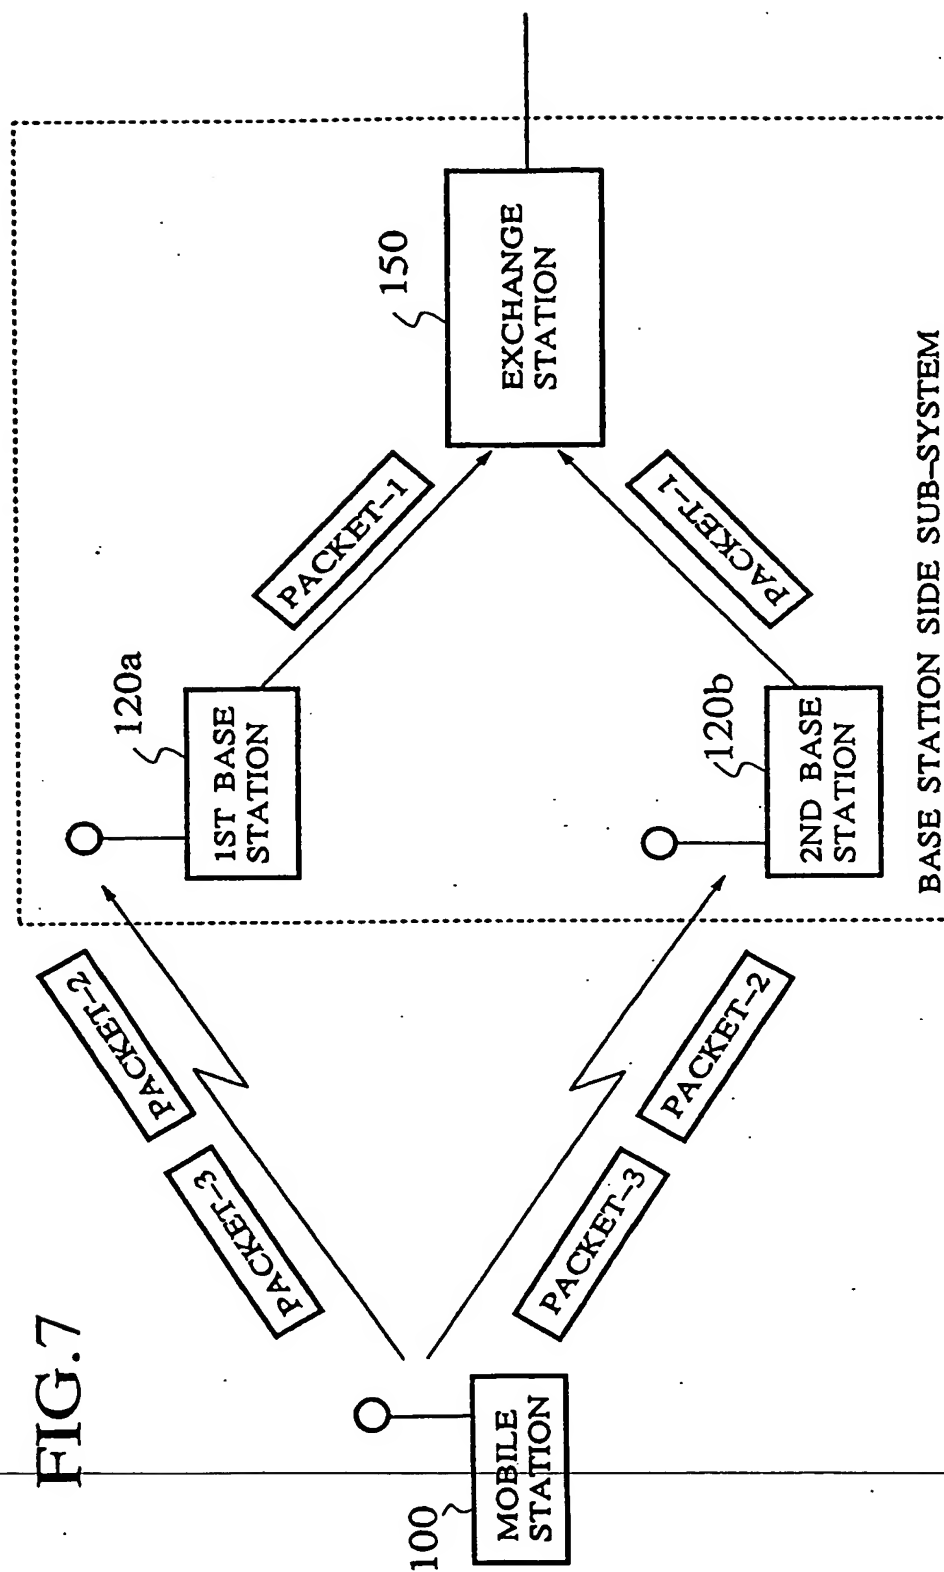 FIG.7
100
MOBILE
STATION
PACKET-3
PACKET-2
PACKET-3
PACKET-2
120a
1ST BASE
STATION
120b
2ND BASE
STATION
PACKET-1
PACKET-1
150
EXCHANGE
STATION
BASE STATION SIDE SUB-SYSTEM